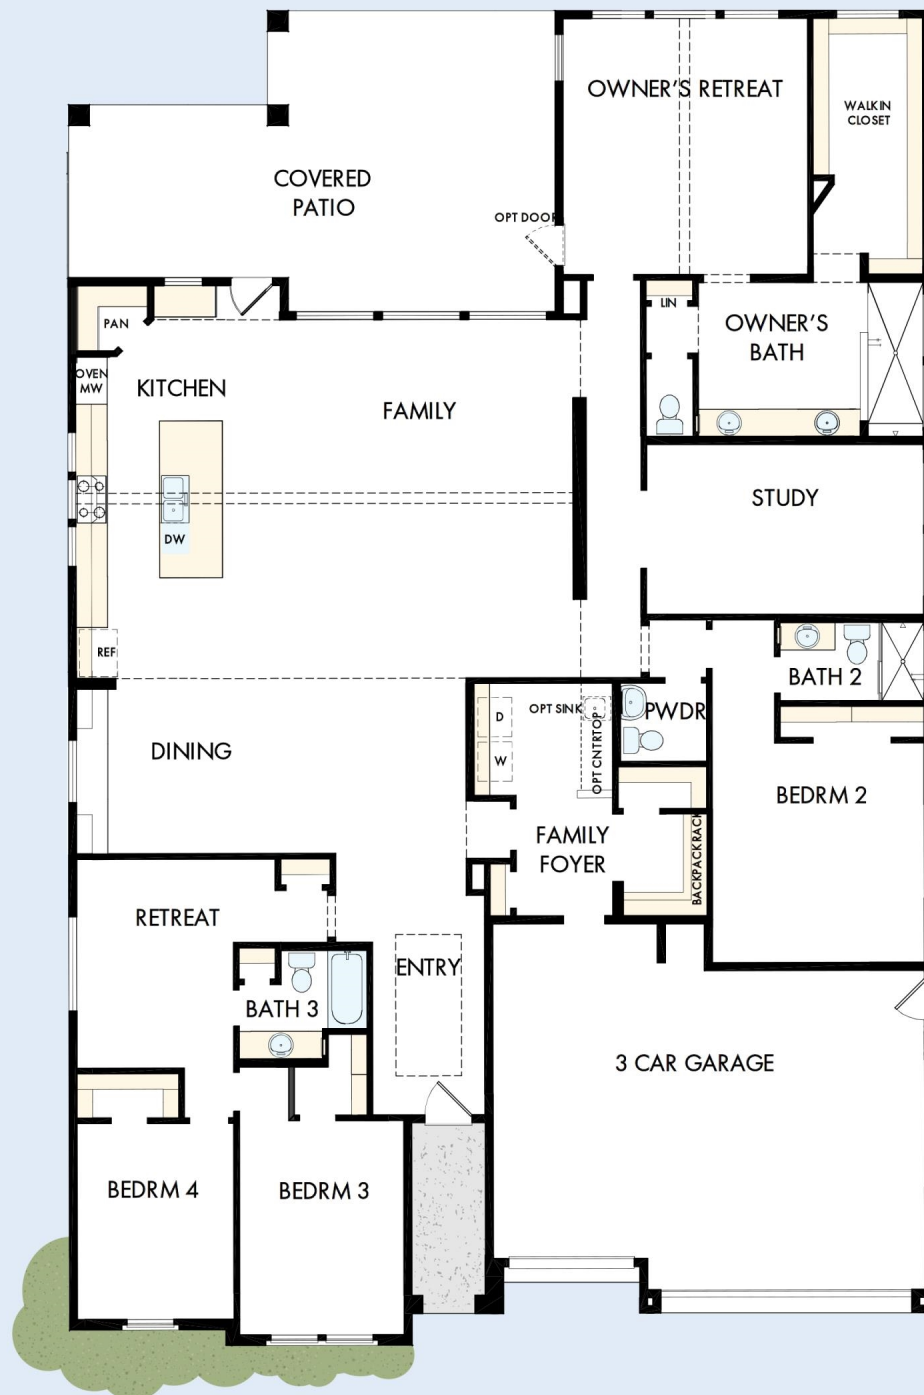 OWNER'S RETREAT
WALK IN
CLOSET
COVERED
PATIO
OPT DOOR
LIN
OWNER'S
BATH
PAN
OVEN
MW
KITCHEN
FAMILY
STUDY
DW
REF
BATH 2
OPT SINK
D
W
OPT CNTRTOP
PWDR
DINING
BEDRM 2
FAMILY
FOYER
BACKPACK RACK
RETREAT
ENTRY
BATH 3
3 CAR GARAGE
BEDRM 4
BEDRM 3